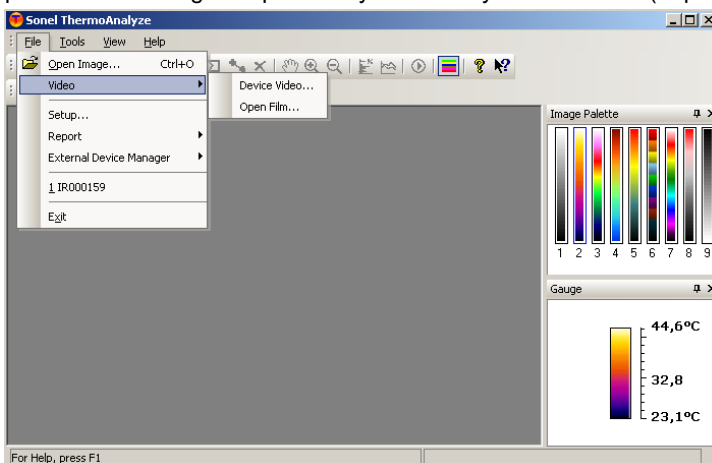 Sonel ThermoAnalyze
File Tools View Help
Open Image... Ctrl+O
Video
Device Video...
Open Film...
Setup...
Report
External Device Manager
1 IR000159
Exit
Image Palette
1 2 3 4 5 6 7 8 9
Gauge
44,6ºC
32,8
23,1ºC
For Help, press F1